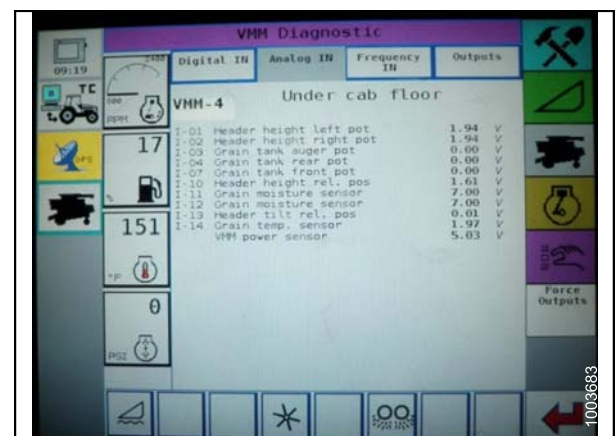 VMM Diagnostic
09:19
Digital IN
Analog IN
Frequency IN
Outputs
TC
RPM
VMM-4
Under cab floor
I-01 Header height left pot 1.94 V
I-02 Header height right pot 1.94 V
I-03 Grain tank auger pot 0.00 V
I-04 Grain tank rear pot 0.00 V
I-07 Grain tank front pot 0.00 V
I-10 Header height rel. pos 1.61 V
I-11 Grain moisture sensor 7.00 V
I-12 Grain moisture sensor 7.00 V
I-13 Header tilt rel. pos 0.01 V
I-14 Grain temp. sensor 1.97 V
VMM power sensor 5.03 V
GPS
17
%
151
°F
0
PSI
Force
Outputs
1003683